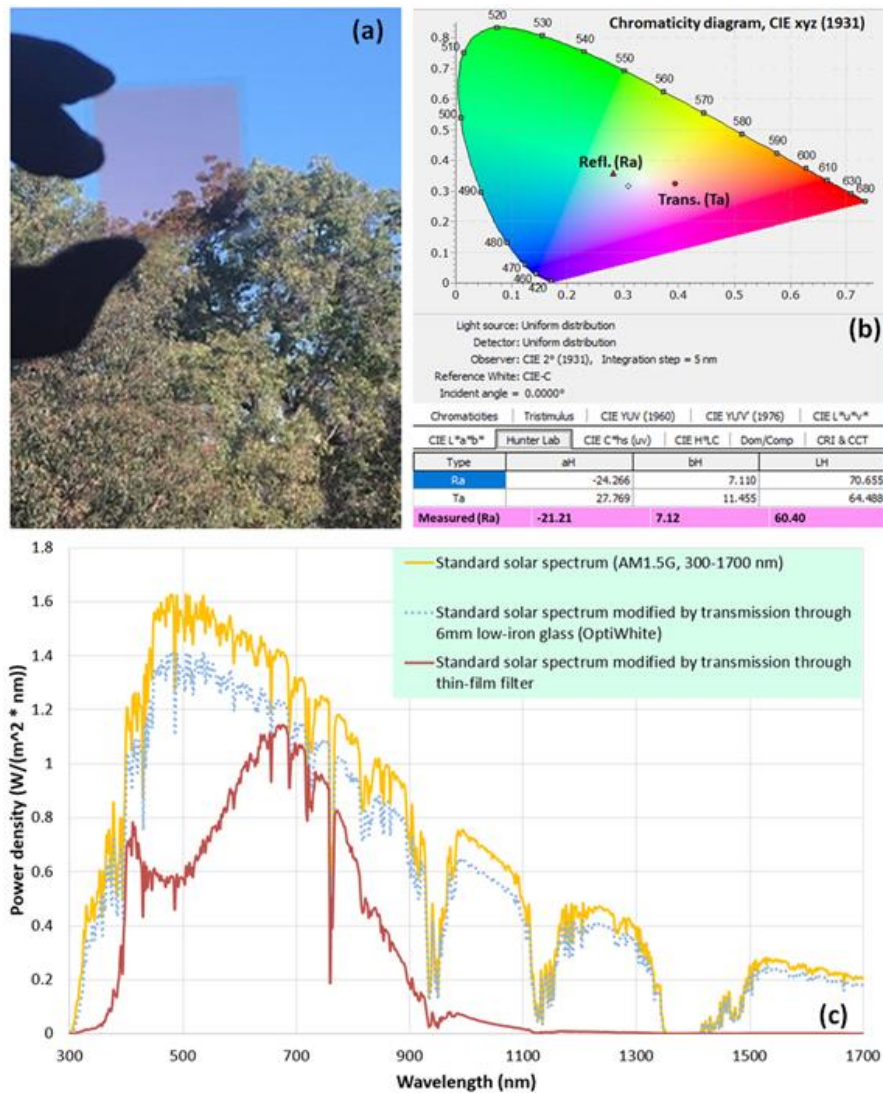 (a)
Chromaticity diagram, CIE xyz (1931)
520
530
540
550
560
570
580
590
600
610
630
680
510
500
490
480
470
460
420
0.8
0.7
0.6
0.5
0.4
0.3
0.2
0.1
0
0
0.1
0.2
0.3
0.4
0.5
0.6
0.7
Refl. (Ra)
Trans. (Ta)
(b)
Light source: Uniform distribution
Detector: Uniform distribution
Observer: CIE 2° (1931), Integration step = 5 nm
Reference White: CIE-C
Incident angle = 0.0000°
Chromaticities Tristimulus CIE YUV (1960) CIE YU'V' (1976) CIE L*u*v*
CIE L*a*b* Hunter Lab CIE C*hs (uv) CIE H*LC Dom/Comp CRI & CCT
Type aH bH LH
Ra -24.266 7.110 70.655
Ta 27.769 11.455 64.488
Measured (Ra) -21.21 7.12 60.40
1.8
1.6
1.4
1.2
1
0.8
0.6
0.4
0.2
0
Power density (W/(m^2 * nm))
Standard solar spectrum (AM1.5G, 300-1700 nm)
Standard solar spectrum modified by transmission through
6mm low-iron glass (OptiWhite)
Standard solar spectrum modified by transmission through
thin-film filter
(c)
300 500 700 900 1100 1300 1500 1700
Wavelength (nm)